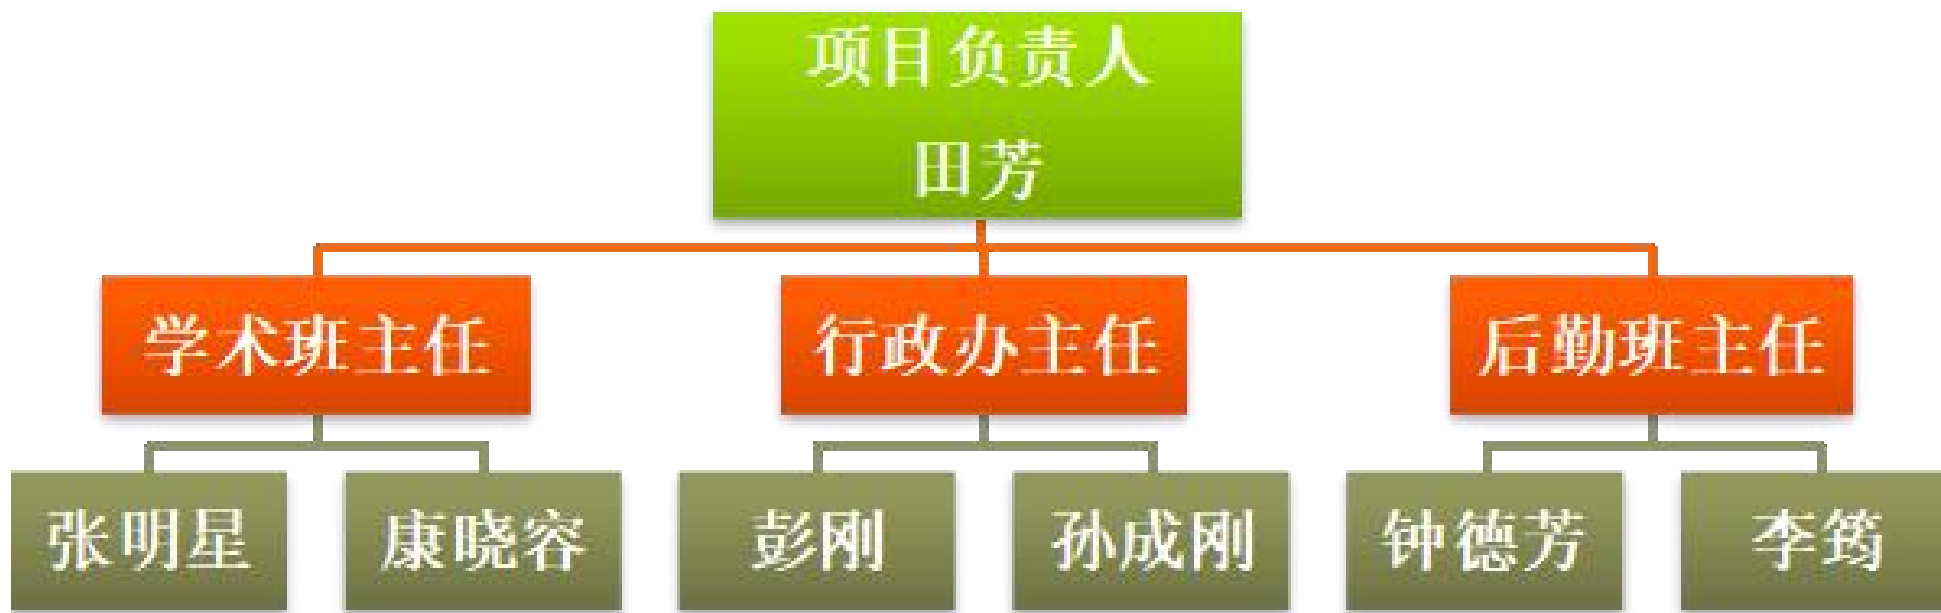 项目负责人
田芳
学术班主任
行政办主任
后勤班主任
张明星
康晓容
彭刚
孙成刚
钟德芳
李筠